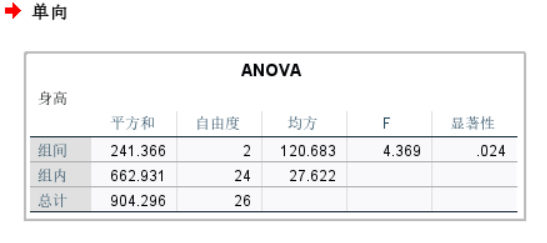 单向
ANOVA
身高
平方和 自由度 均方 F 显著性
组间 241.366 2 120.683 4.369 .024
组内 662.931 24 27.622
总计 904.296 26